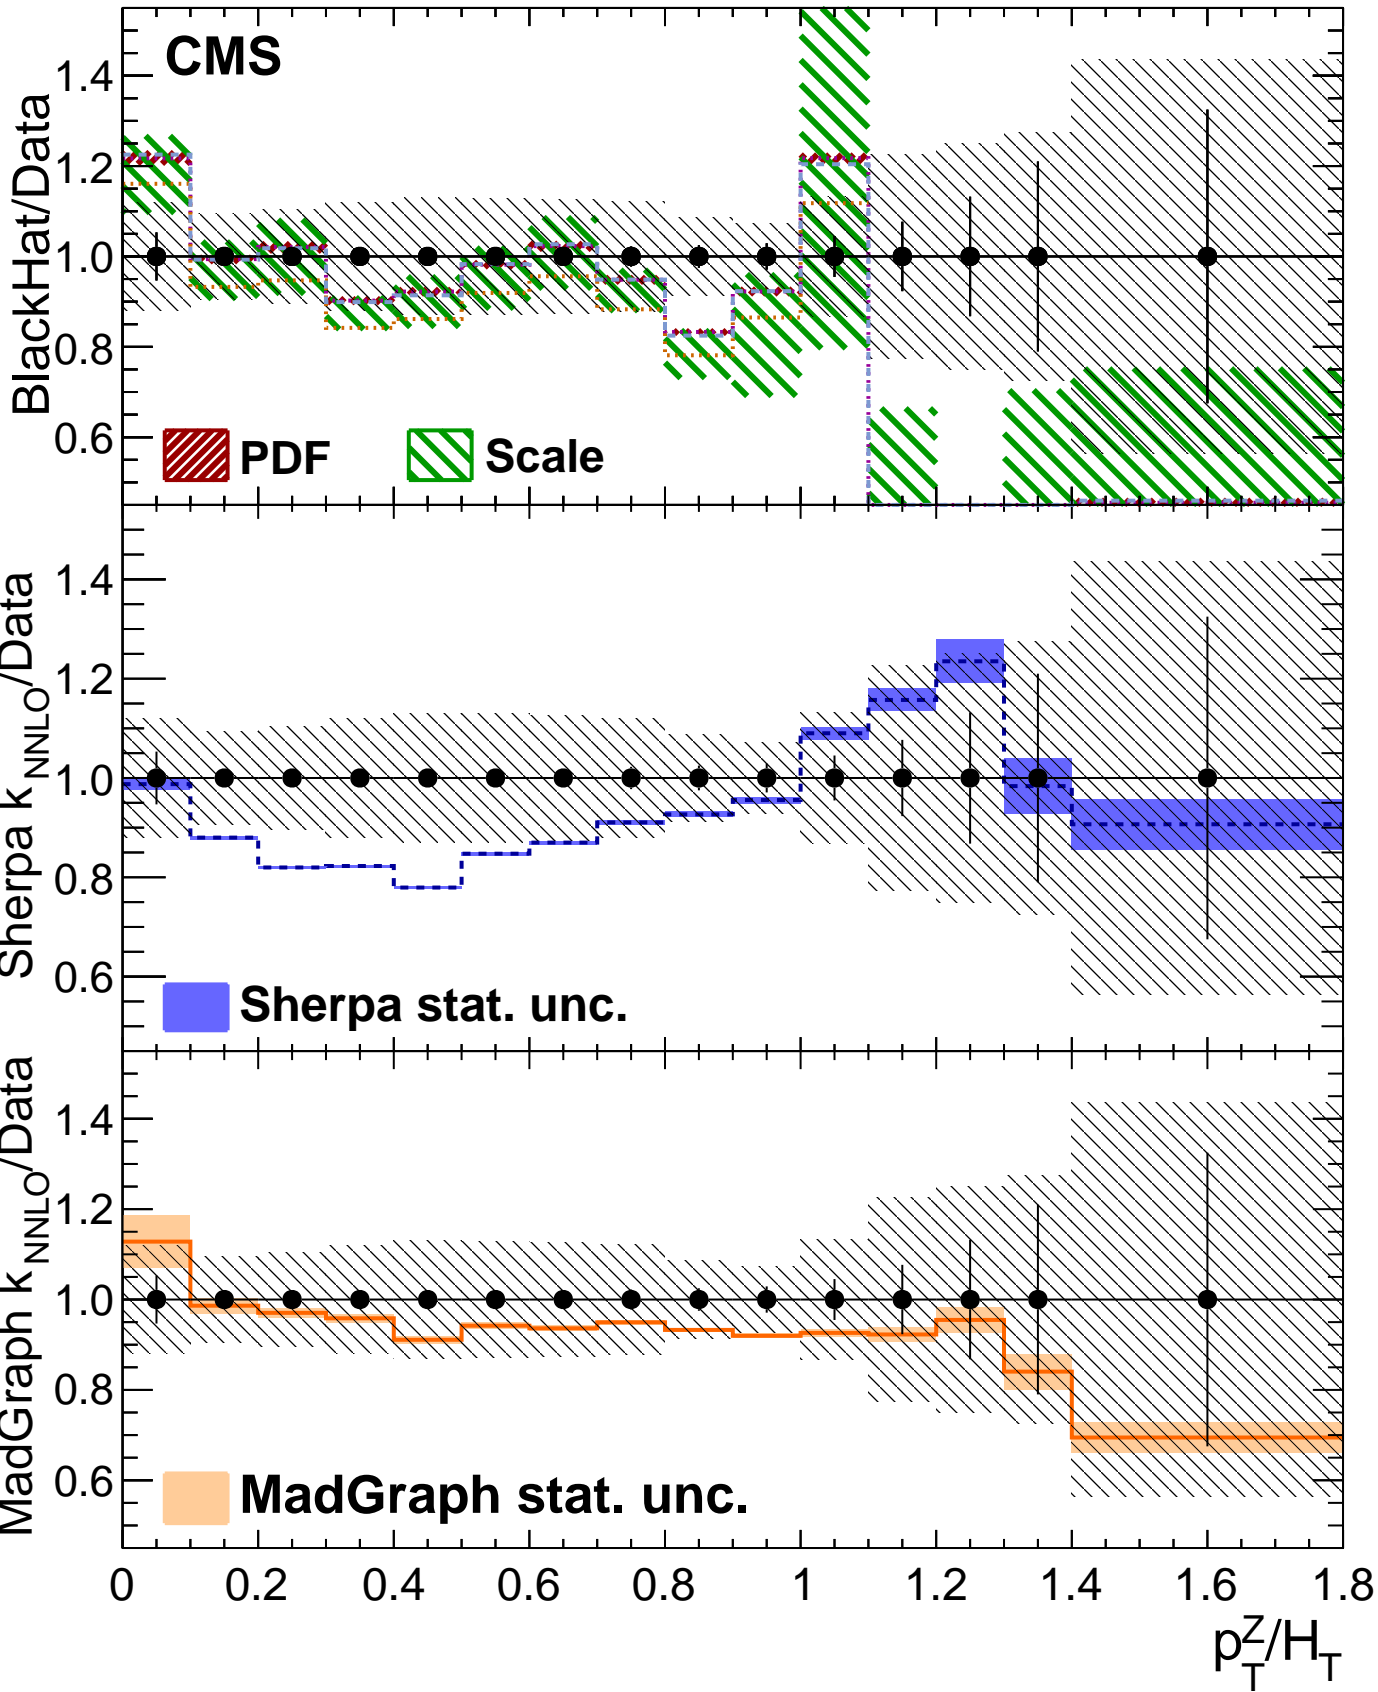 CMS
BlackHat/Data
1.4
1.2
1.0
0.8
0.6
PDF
Scale
Sherpa k_NNLO/Data
1.4
1.2
1.0
0.8
0.6
Sherpa stat. unc.
MadGraph k_NNLO/Data
1.4
1.2
1.0
0.8
0.6
MadGraph stat. unc.
0 0.2 0.4 0.6 0.8 1 1.2 1.4 1.6 1.8
p_T^Z/H_T